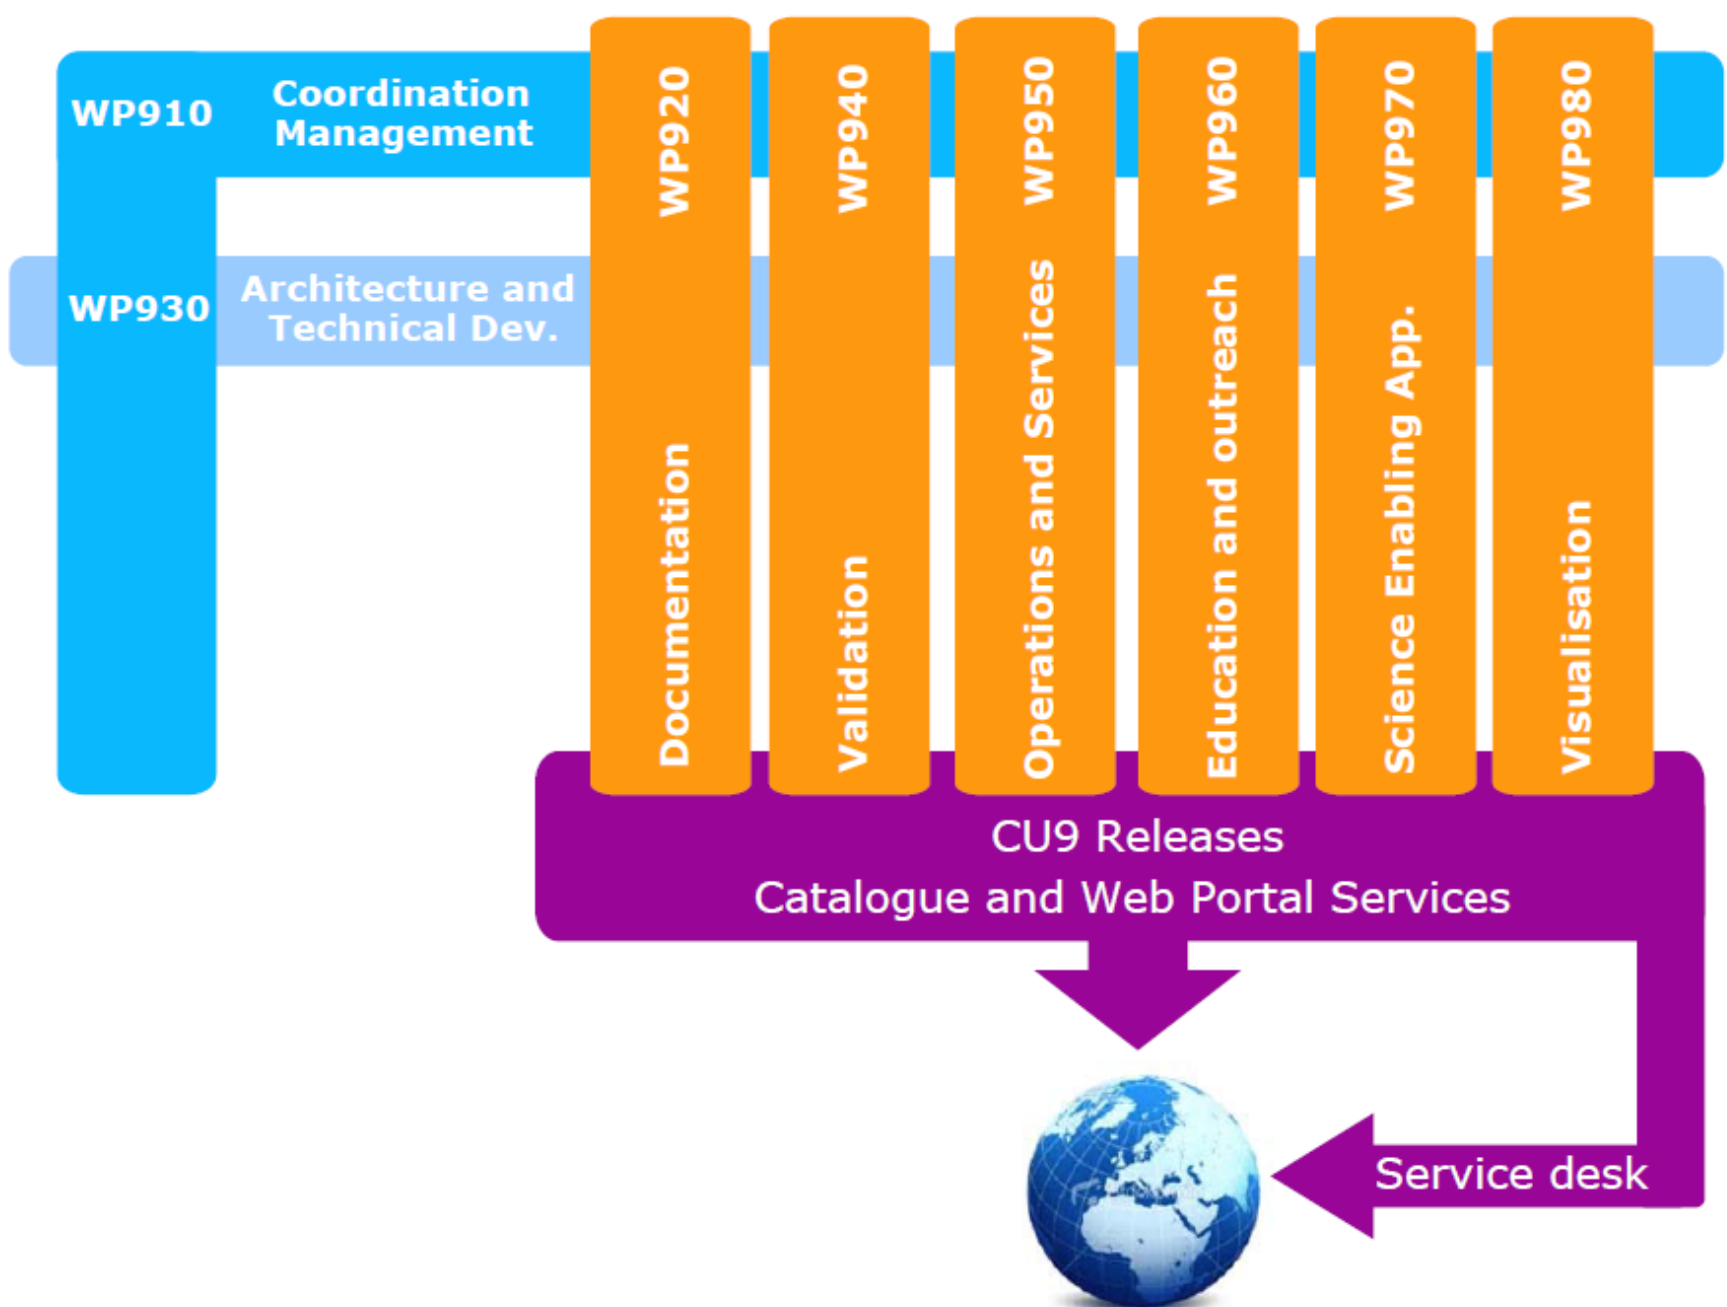 WP910
Coordination
Management
WP930
Architecture and
Technical Dev.
WP920
Documentation
WP940
Validation
WP950
Operations and Services
WP960
Education and outreach
WP970
Science Enabling App.
WP980
Visualisation
CU9 Releases
Catalogue and Web Portal Services
Service desk